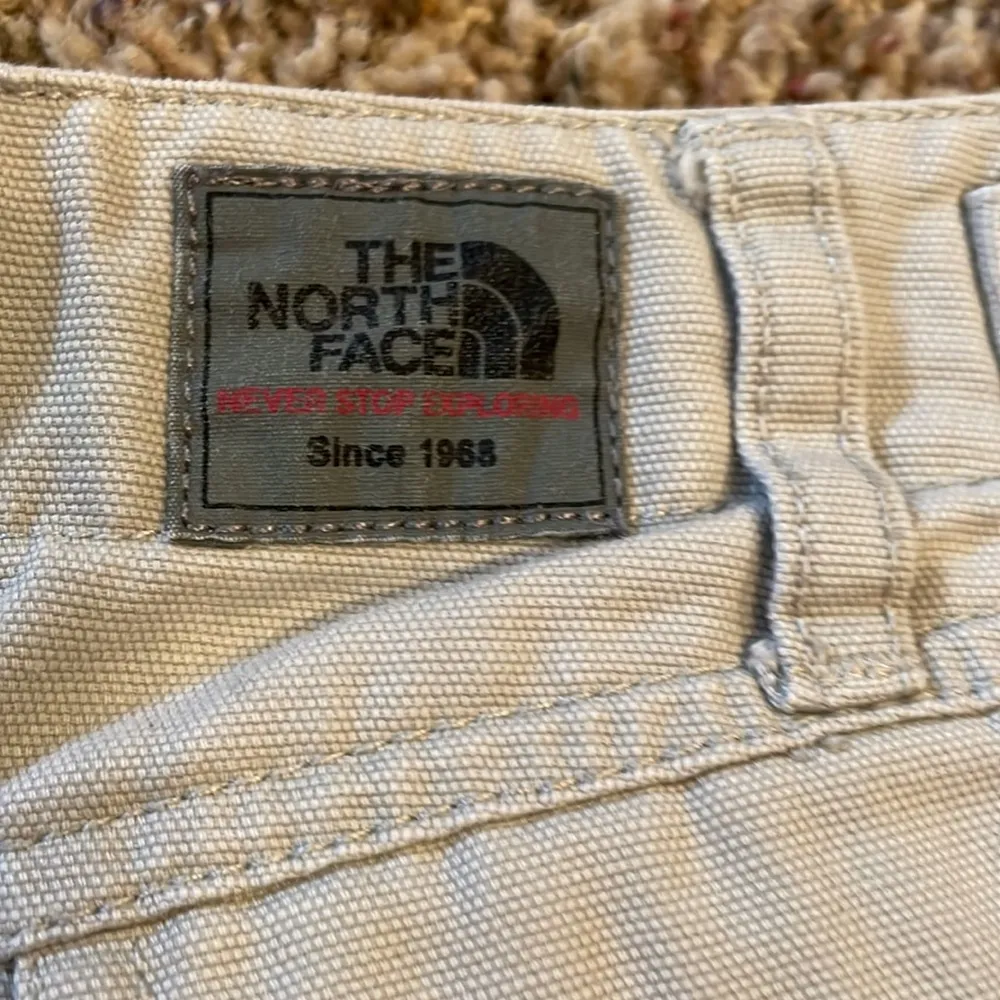 THE
NORTH
FACE
NEVER STOP EXPLORING
Since 1968